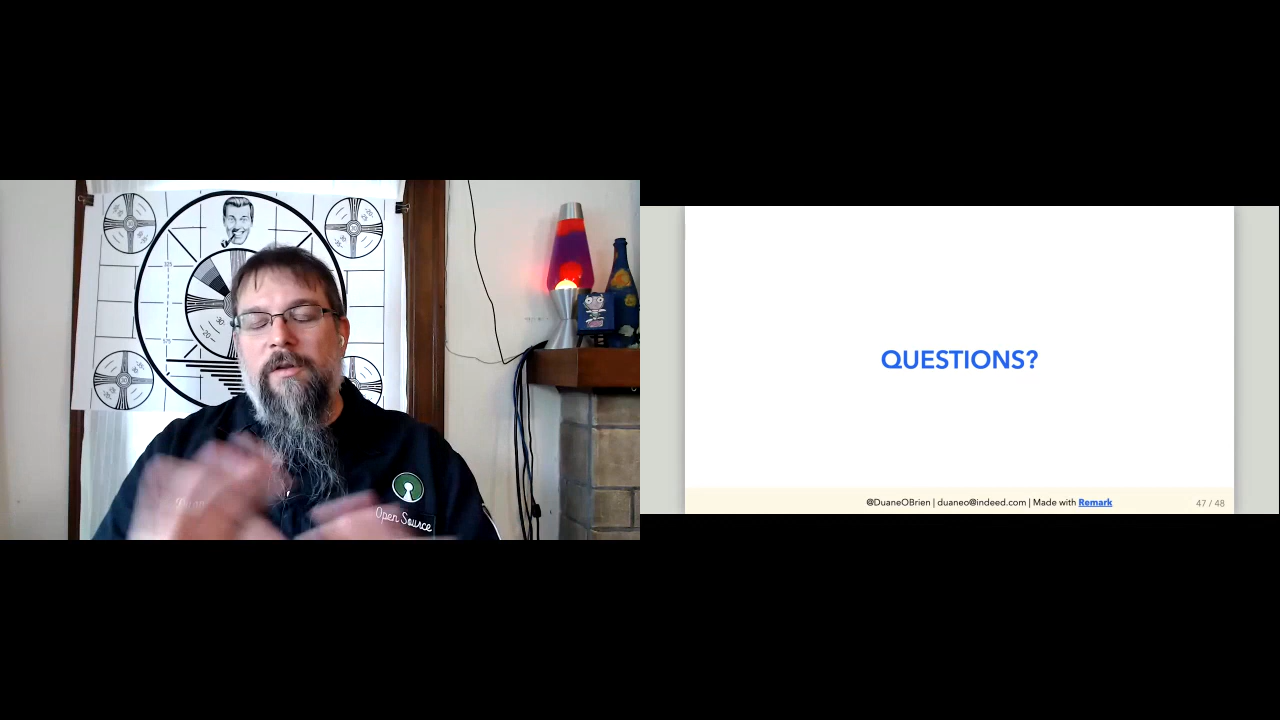 Open Source
QUESTIONS?
@DuaneOBrien | duaneo@indeed.com | Made with Remark
47 / 48